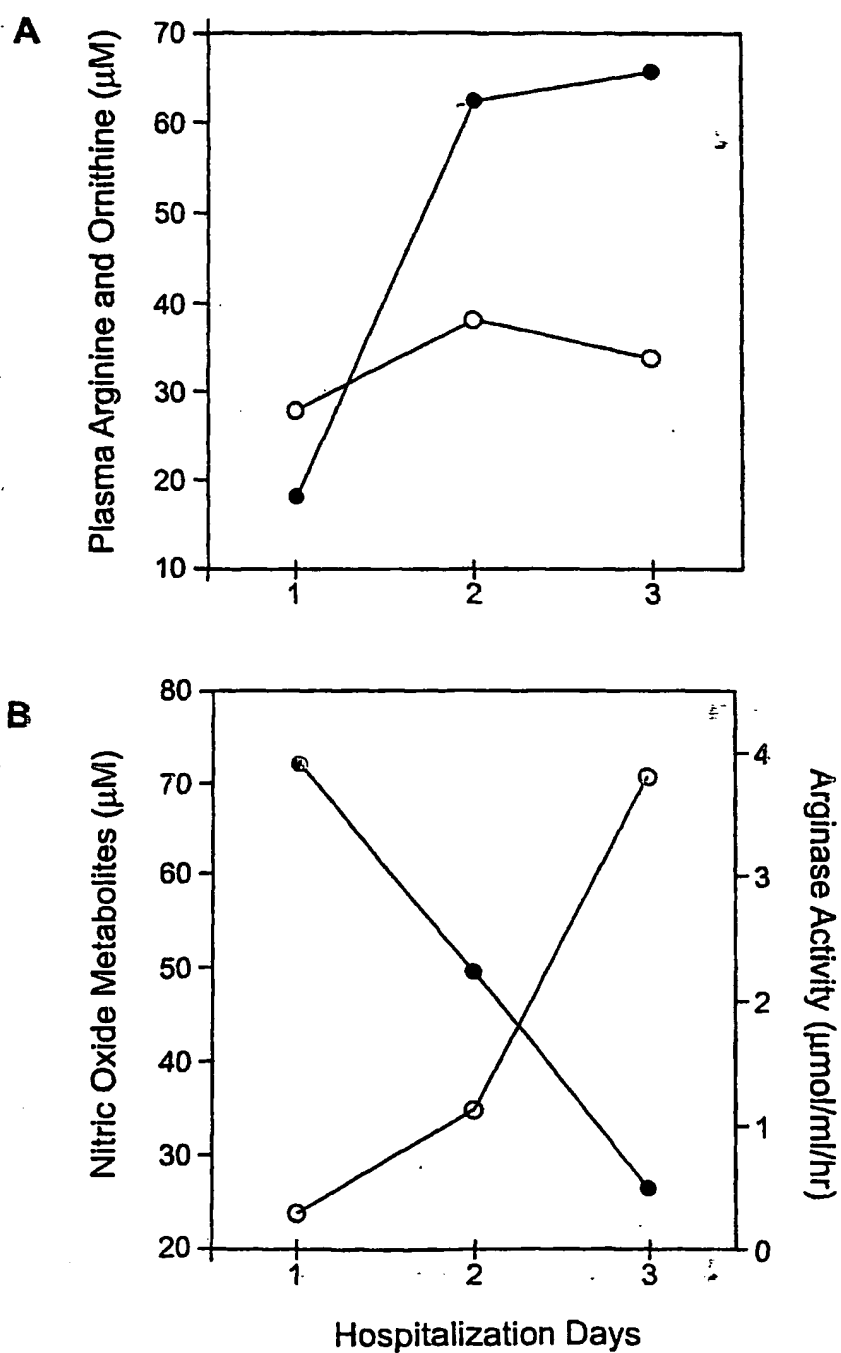 A
Plasma Arginine and Ornithine (μM)
70
60
50
40
30
20
10
1 2 3
B
Nitric Oxide Metabolites (μM)
80
70
60
50
40
30
20
4
3
2
1
0
Arginase Activity (μmol/ml/hr)
1 2 3
Hospitalization Days